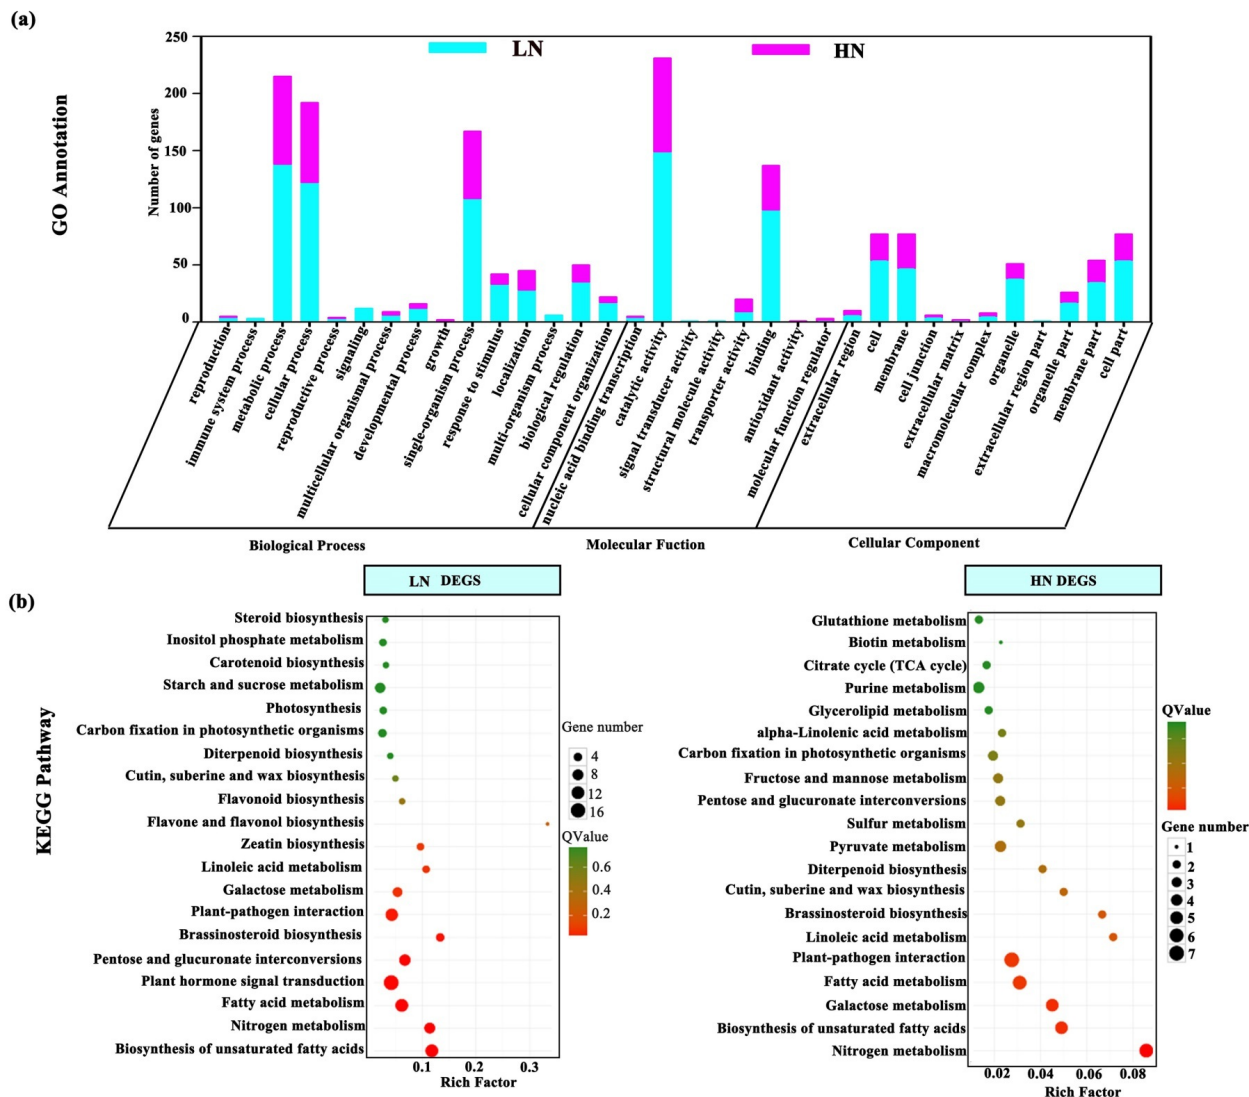 (a)
GO Annotation
Number of genes
250
200
150
100
50
0
LN
HN
reproduction
immune system process
metabolic process
cellular process
reproductive process
signaling
multicellular organismal process
developmental process
growth
single-organism process
response to stimulus
localization
multi-organism process
biological regulation
cellular component organization
nucleic acid binding transcription
catalytic activity
signal transducer activity
structural molecule activity
transporter activity
binding
antioxidant activity
molecular function regulator
extracellular region
cell
membrane
cell junction
extracellular matrix
macromolecular complex
organelle
extracellular region part
organelle part
membrane part
cell part
Biological Process
Molecular Fuction
Cellular Component
(b)
KEGG Pathway
LN DEGS
Steroid biosynthesis
Inositol phosphate metabolism
Carotenoid biosynthesis
Starch and sucrose metabolism
Photosynthesis
Carbon fixation in photosynthetic organisms
Diterpenoid biosynthesis
Cutin, suberine and wax biosynthesis
Flavonoid biosynthesis
Flavone and flavonol biosynthesis
Zeatin biosynthesis
Linoleic acid metabolism
Galactose metabolism
Plant-pathogen interaction
Brassinosteroid biosynthesis
Pentose and glucuronate interconversions
Plant hormone signal transduction
Fatty acid metabolism
Nitrogen metabolism
Biosynthesis of unsaturated fatty acids
0.1 0.2 0.3
Rich Factor
Gene number
4
8
12
16
QValue
0.6
0.4
0.2
HN DEGS
Glutathione metabolism
Biotin metabolism
Citrate cycle (TCA cycle)
Purine metabolism
Glycerolipid metabolism
alpha-Linolenic acid metabolism
Carbon fixation in photosynthetic organisms
Fructose and mannose metabolism
Pentose and glucuronate interconversions
Sulfur metabolism
Pyruvate metabolism
Diterpenoid biosynthesis
Cutin, suberine and wax biosynthesis
Brassinosteroid biosynthesis
Linoleic acid metabolism
Plant-pathogen interaction
Fatty acid metabolism
Galactose metabolism
Biosynthesis of unsaturated fatty acids
Nitrogen metabolism
0.02 0.04 0.06 0.08
Rich Factor
QValue
Gene number
1
2
3
4
5
6
7